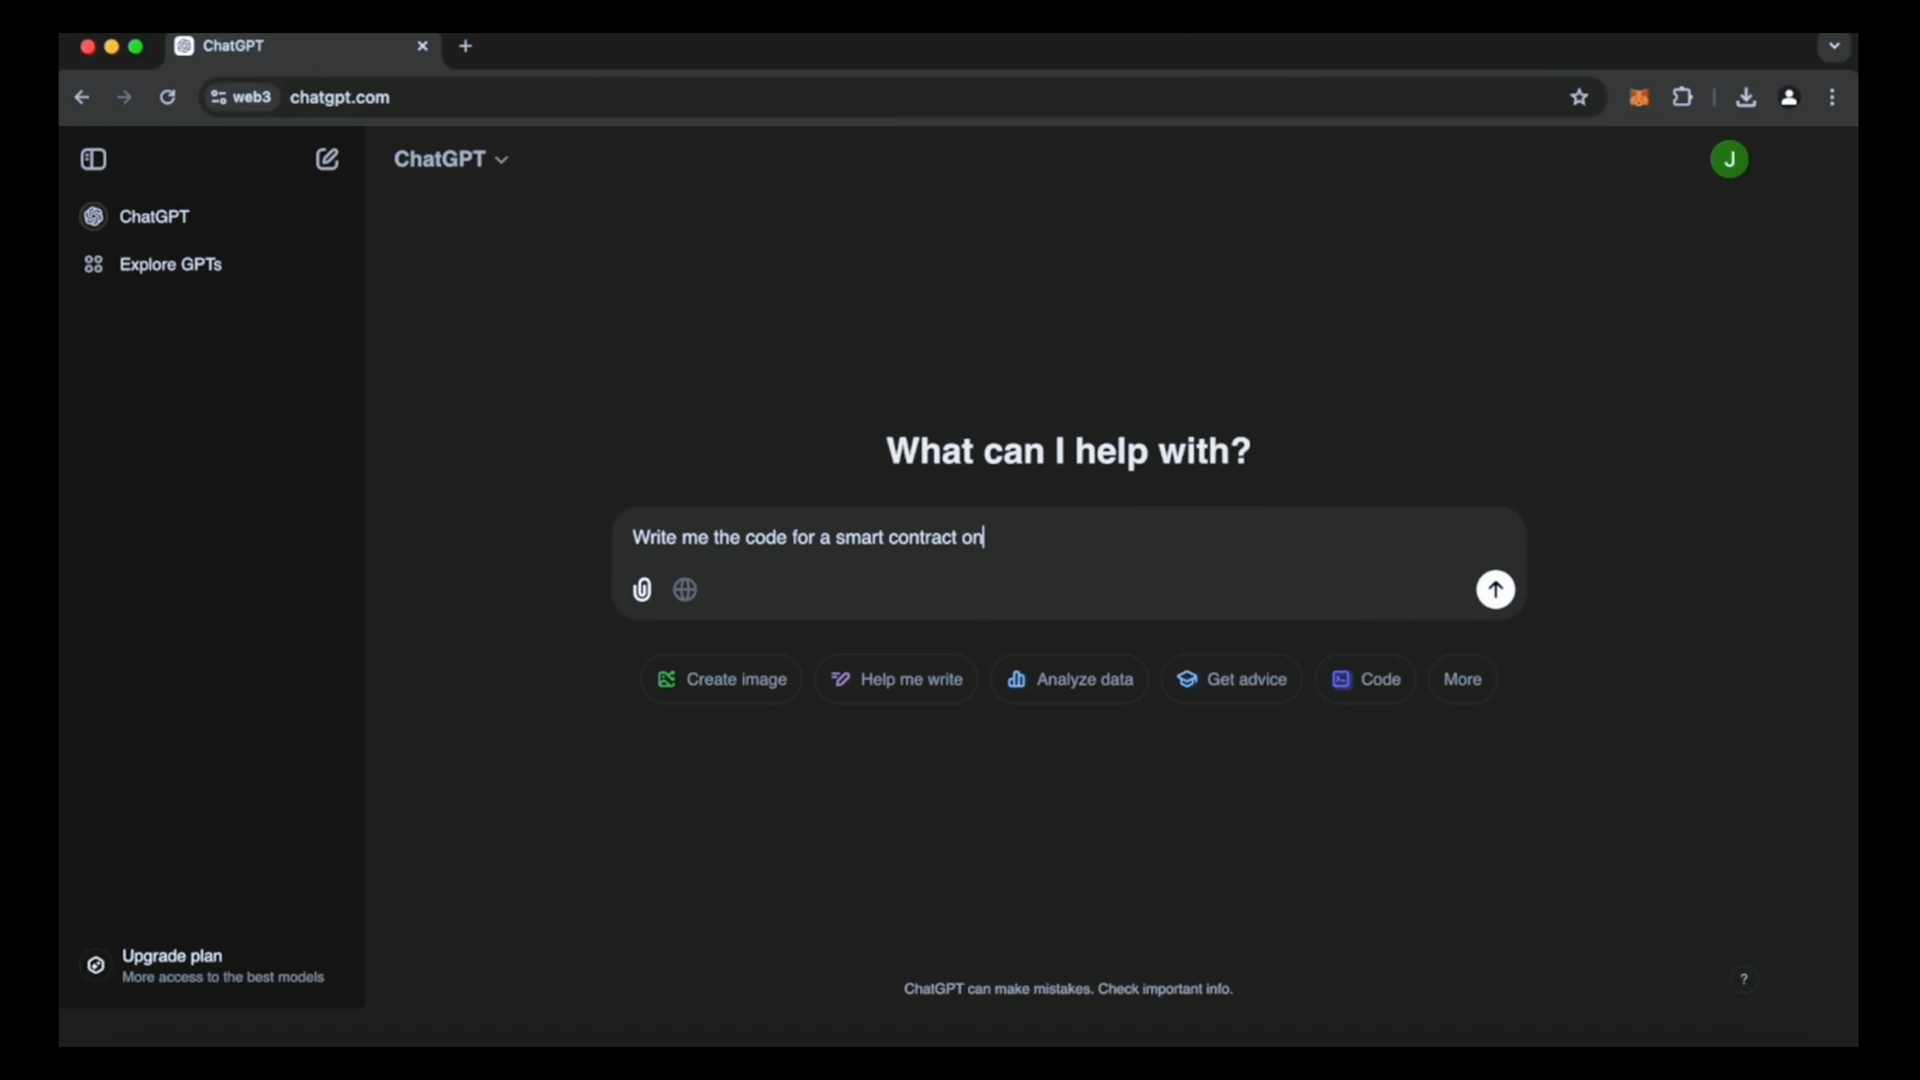 ChatGPT
web3
chatgpt.com
ChatGPT
J
ChatGPT
Explore GPTs
What can I help with?
Write me the code for a smart contract on
Create image
Help me write
Analyze data
Get advice
Code
More
Upgrade plan
More access to the best models
ChatGPT can make mistakes. Check important info.
?